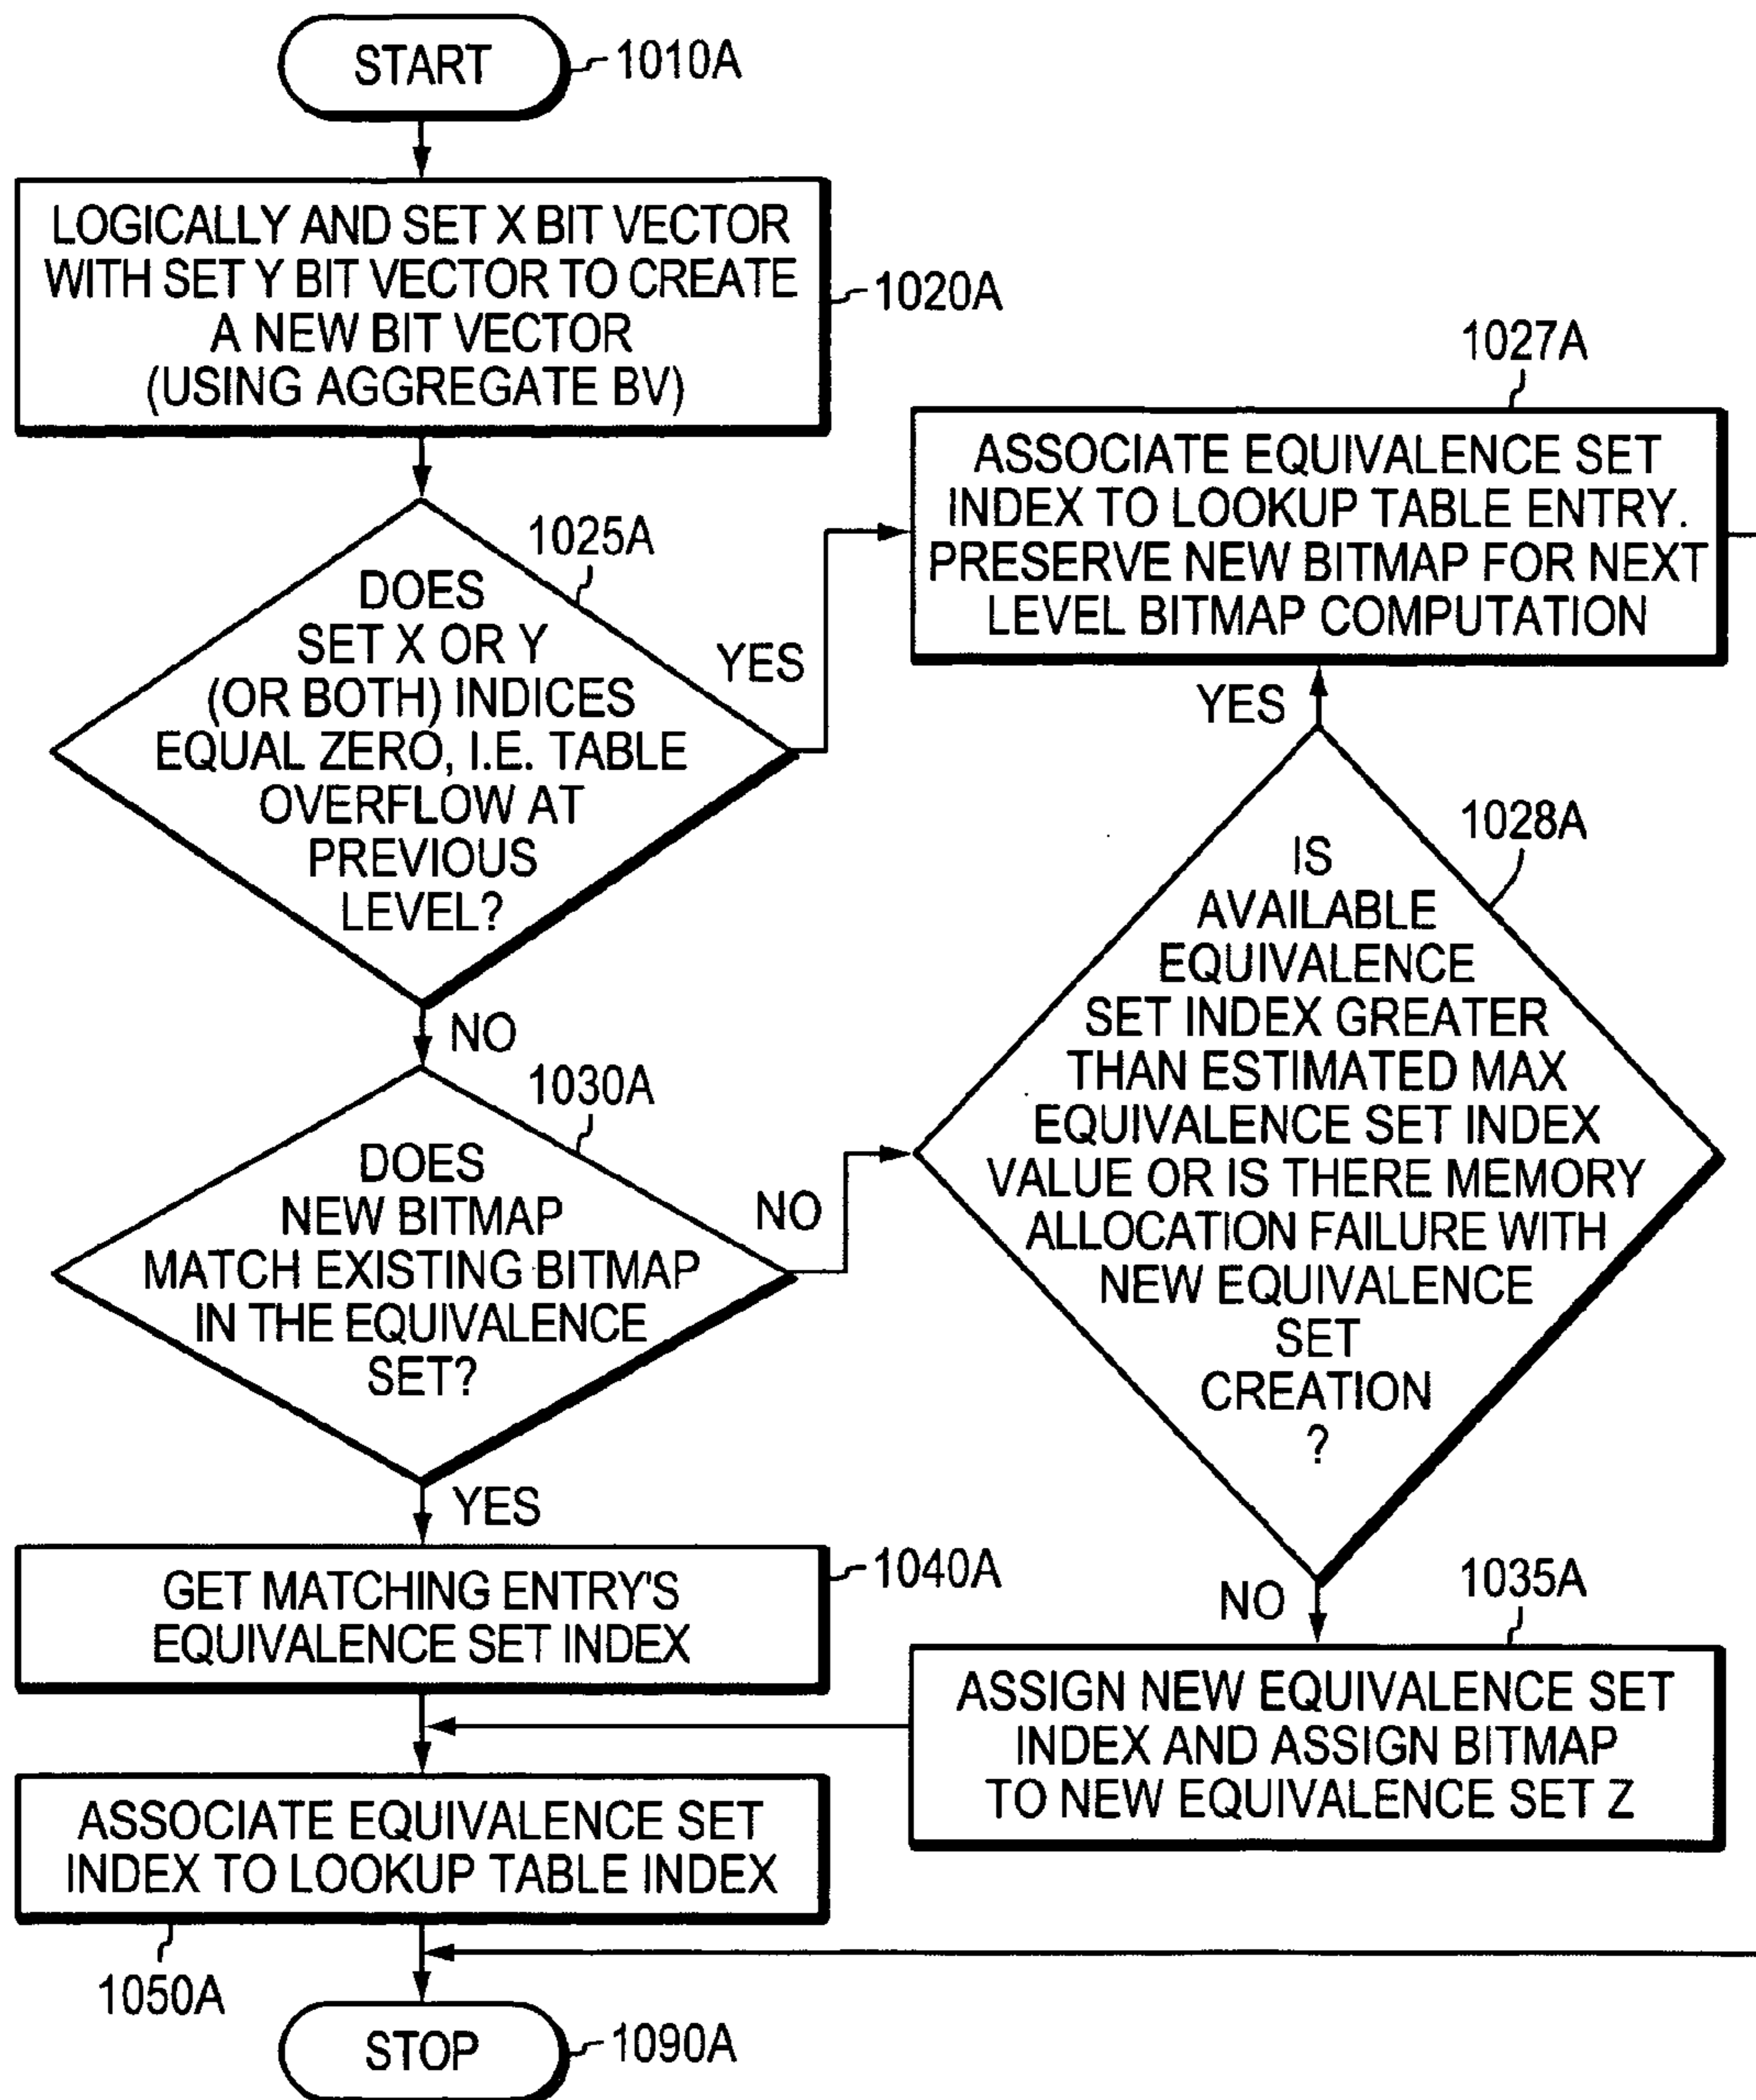 START
1010A
LOGICALLY AND SET X BIT VECTOR
WITH SET Y BIT VECTOR TO CREATE
A NEW BIT VECTOR
(USING AGGREGATE BV)
1020A
1025A
DOES
SET X OR Y
(OR BOTH) INDICES
EQUAL ZERO, I.E. TABLE
OVERFLOW AT
PREVIOUS
LEVEL?
YES
NO
1027A
ASSOCIATE EQUIVALENCE SET
INDEX TO LOOKUP TABLE ENTRY.
PRESERVE NEW BITMAP FOR NEXT
LEVEL BITMAP COMPUTATION
YES
1028A
IS
AVAILABLE
EQUIVALENCE
SET INDEX GREATER
THAN ESTIMATED MAX
EQUIVALENCE SET INDEX
VALUE OR IS THERE MEMORY
ALLOCATION FAILURE WITH
NEW EQUIVALENCE
SET
CREATION
?
NO
1030A
DOES
NEW BITMAP
MATCH EXISTING BITMAP
IN THE EQUIVALENCE
SET?
NO
YES
1035A
ASSIGN NEW EQUIVALENCE SET
INDEX AND ASSIGN BITMAP
TO NEW EQUIVALENCE SET Z
1040A
GET MATCHING ENTRY'S
EQUIVALENCE SET INDEX
ASSOCIATE EQUIVALENCE SET
INDEX TO LOOKUP TABLE INDEX
1050A
STOP
1090A